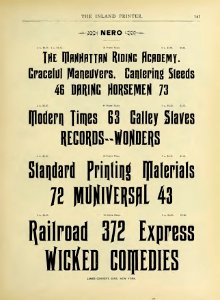 THE INLAND PRINTER.
NERO
THE MANHATTAN RIDING ACADEMY.
Graceful Maneuvers. Cantering Steeds
46 DARING HORSEMEN 73
Modern Times 63 Galley Slaves
RECORDS--WONDERS
Standard Printing Materials
72 MUNIVERSAL 43
Railroad 372 Express
WICKED COMEDIES